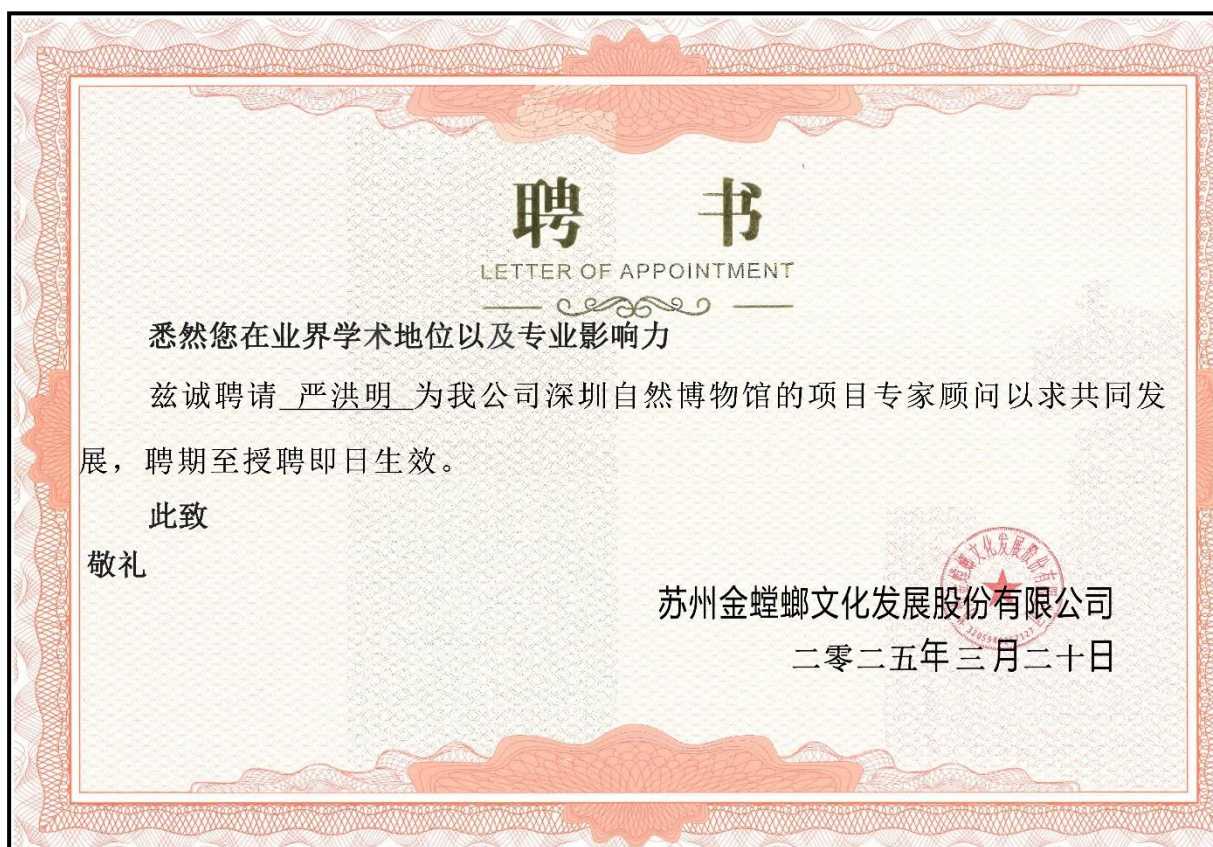 聘 书
LETTER OF APPOINTMENT
悉然您在业界学术地位以及专业影响力
兹诚聘请 严洪明 为我公司深圳自然博物馆的项目专家顾问以求共同发
展，聘期至授聘即日生效。
此致
敬礼
苏州金螳螂文化发展股份有限公司
二零二五年三月二十日